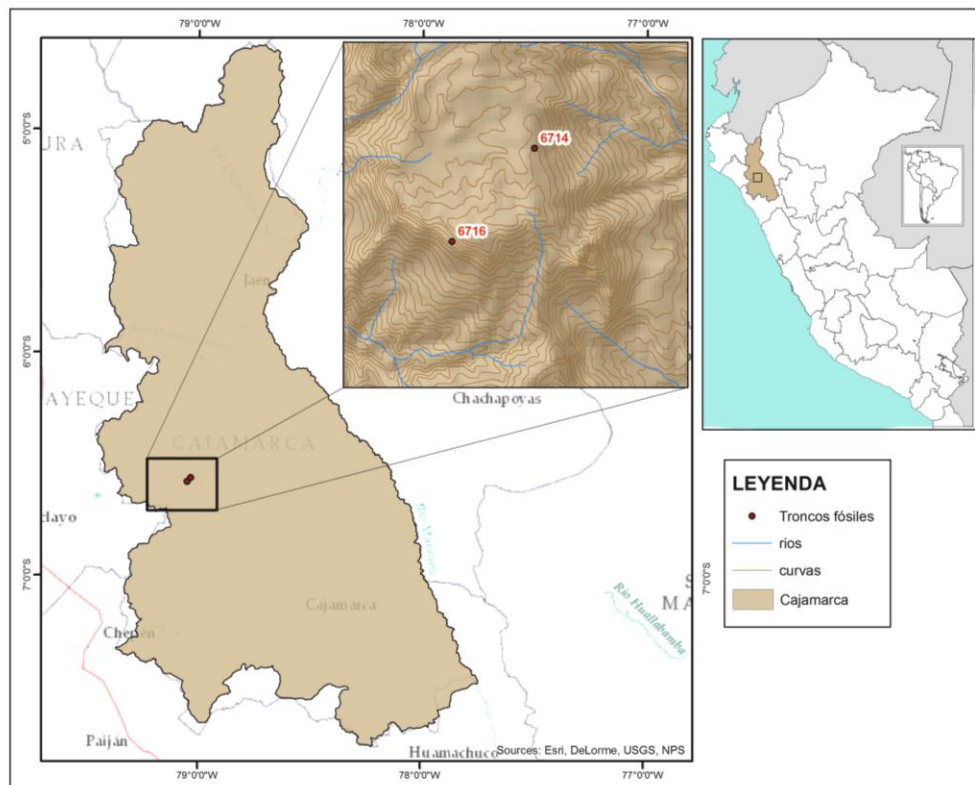 79°0'0"W
78°0'0"W
77°0'0"W
5°0'0"S
URA
6714
6716
Jaén
6°0'0"S
AYEQUE
Chachapoyas
CAJAMARCA
layo
7°0'0"S
Cajamarca
Chepén
Río Huallabamba
S
MA
Paiján
Huamachuco
Sources: Esri, DeLorme, USGS, NPS
79°0'0"W
78°0'0"W
77°0'0"W
7°0'0"S
LEYENDA
Troncos fósiles
rios
curvas
Cajamarca